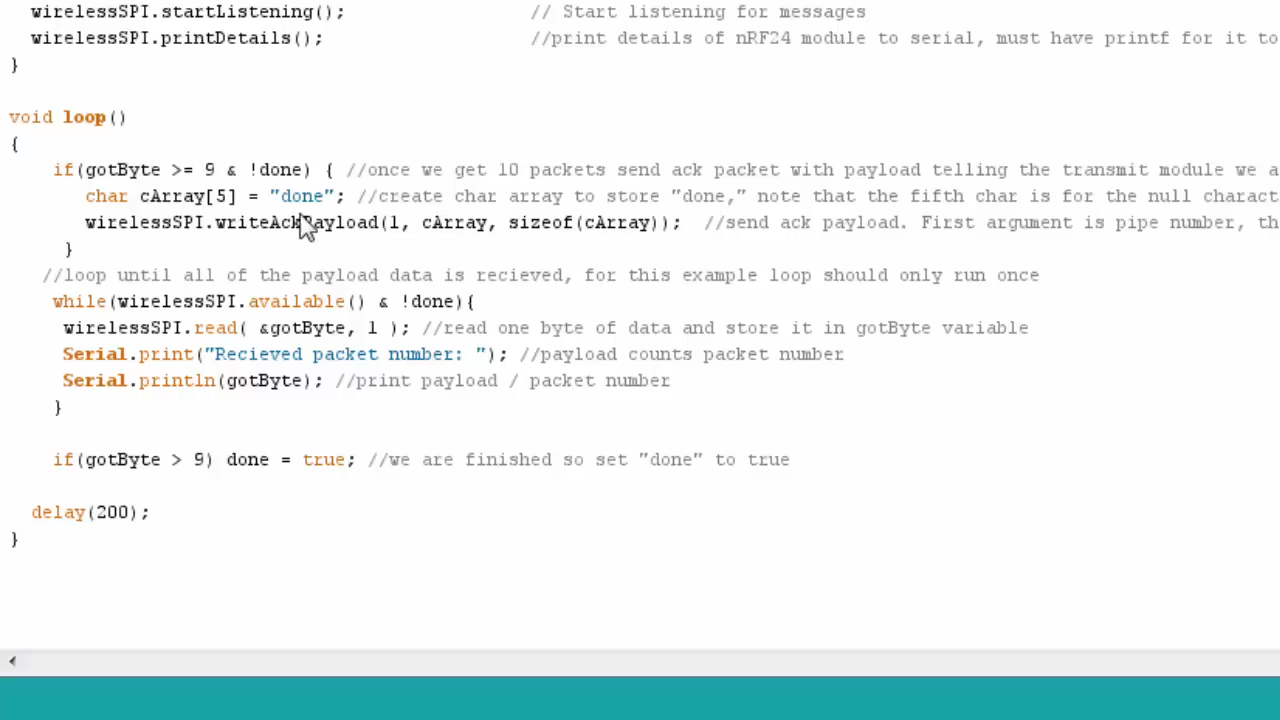 wirelessSPI.startListening(); // Start listening for messages
wirelessSPI.printDetails(); //print details of nRF24 module to serial, must have printf for it to
}
void loop()
{
if(gotByte >= 9 & !done) { //once we get 10 packets send ack packet with payload telling the transmit module we a
char cArray[5] = "done"; //create char array to store "done," note that the fifth char is for the null charact
wirelessSPI.writeAckPayload(1, cArray, sizeof(cArray)); //send ack payload. First argument is pipe number, th
}
//loop until all of the payload data is recieved, for this example loop should only run once
while(wirelessSPI.available() & !done){
wirelessSPI.read( &gotByte, 1 ); //read one byte of data and store it in gotByte variable
Serial.print("Recieved packet number: "); //payload counts packet number
Serial.println(gotByte); //print payload / packet number
}
if(gotByte > 9) done = true; //we are finished so set "done" to true
delay(200);
}